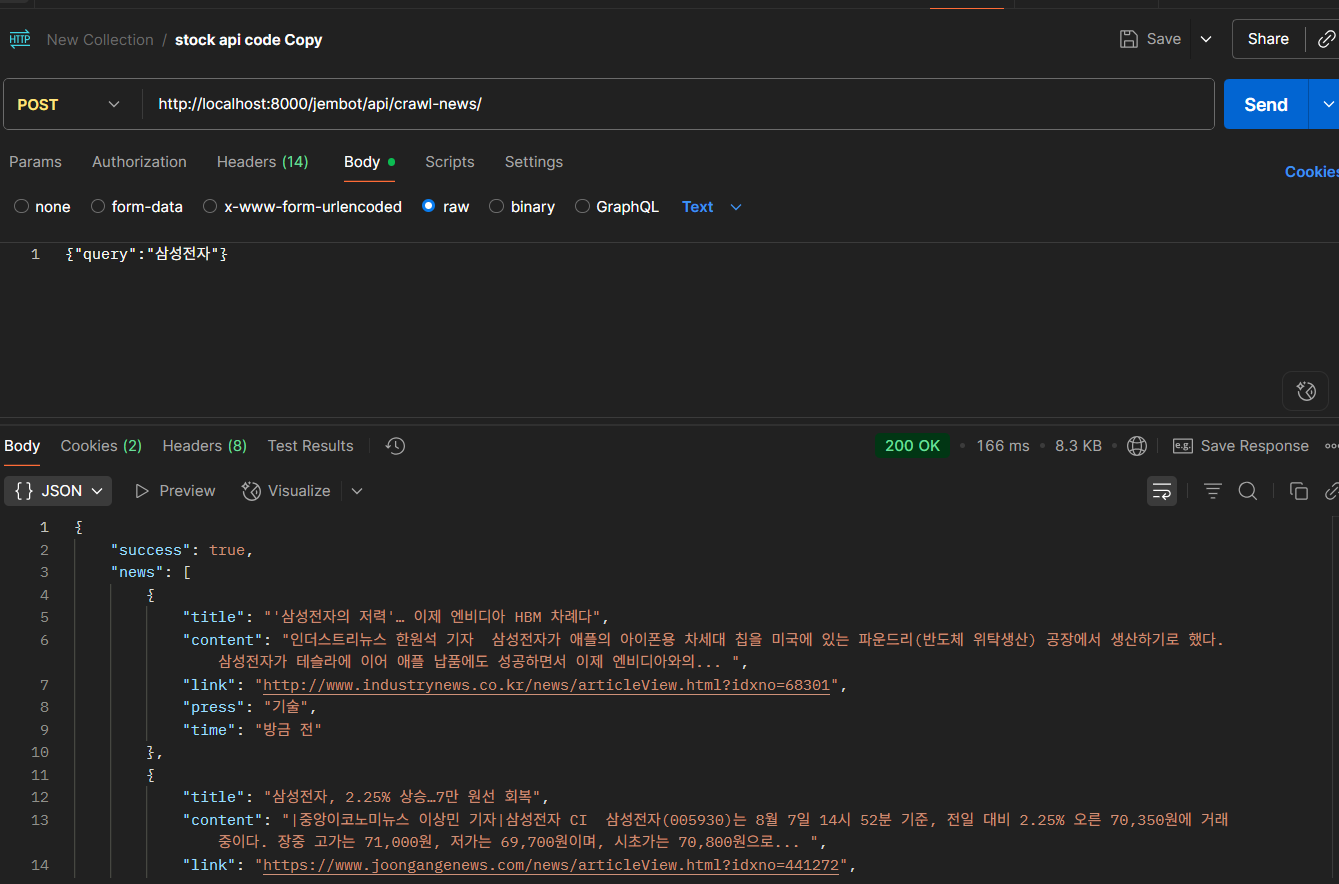 HTTP New Collection / stock api code Copy Save Share
POST http://localhost:8000/jembot/api/crawl-news/ Send
Params Authorization Headers (14) Body Scripts Settings
Cookies
none form-data x-www-form-urlencoded raw binary GraphQL Text
1 {"query":"삼성전자"}
Body Cookies (2) Headers (8) Test Results 200 OK 166 ms 8.3 KB e.g. Save Response
{} JSON Preview Visualize
1 {
2 "success": true,
3 "news": [
4 {
5 "title": "'삼성전자의 저력'… 이제 엔비디아 HBM 차례다",
6 "content": "인더스트리뉴스 한원석 기자  삼성전자가 애플의 아이폰용 차세대 칩을 미국에 있는 파운드리(반도체 위탁생산) 공장에서 생산하기로 했다.
삼성전자가 테슬라에 이어 애플 납품에도 성공하면서 이제 엔비디아와의... ",
7 "link": "http://www.industrynews.co.kr/news/articleView.html?idxno=68301",
8 "press": "기술",
9 "time": "방금 전"
10 },
11 {
12 "title": "삼성전자, 2.25% 상승…7만 원선 회복",
13 "content": "|중앙이코노미뉴스 이상민 기자|삼성전자 CI  삼성전자(005930)는 8월 7일 14시 52분 기준, 전일 대비 2.25% 오른 70,350원에 거래
중이다. 장중 고가는 71,000원, 저가는 69,700원이며, 시초가는 70,800원으로... ",
14 "link": "https://www.joongangenews.com/news/articleView.html?idxno=441272",